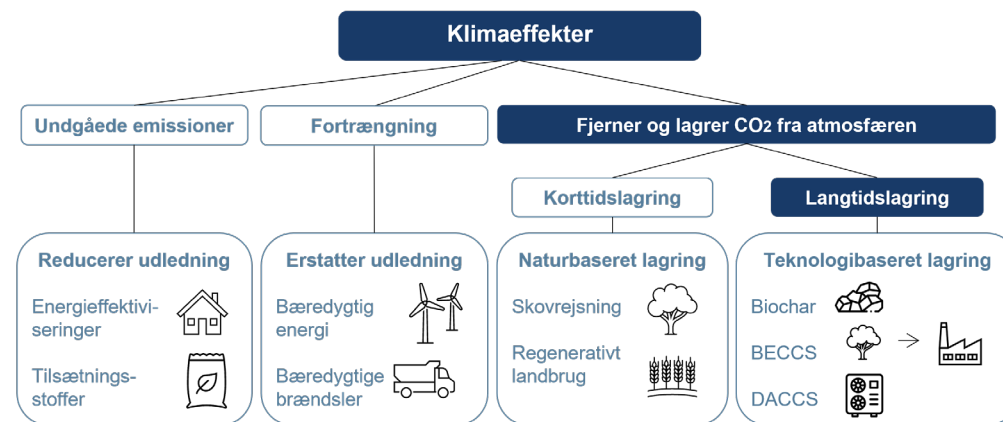 Klimaeffekter
Undgåede emissioner
Fortrængning
Fjerner og lagrer CO2 fra atmosfæren
Korttidslagring
Langtidslagring
Reducerer udledning
Energieffektivi-
seringer
Tilsætnings-
stoffer
Erstatter udledning
Bæredygtig
energi
Bæredygtige
brændsler
Naturbaseret lagring
Skovrejsning
Regenerativt
landbrug
Teknologibaseret lagring
Biochar
BECCS
DACCS